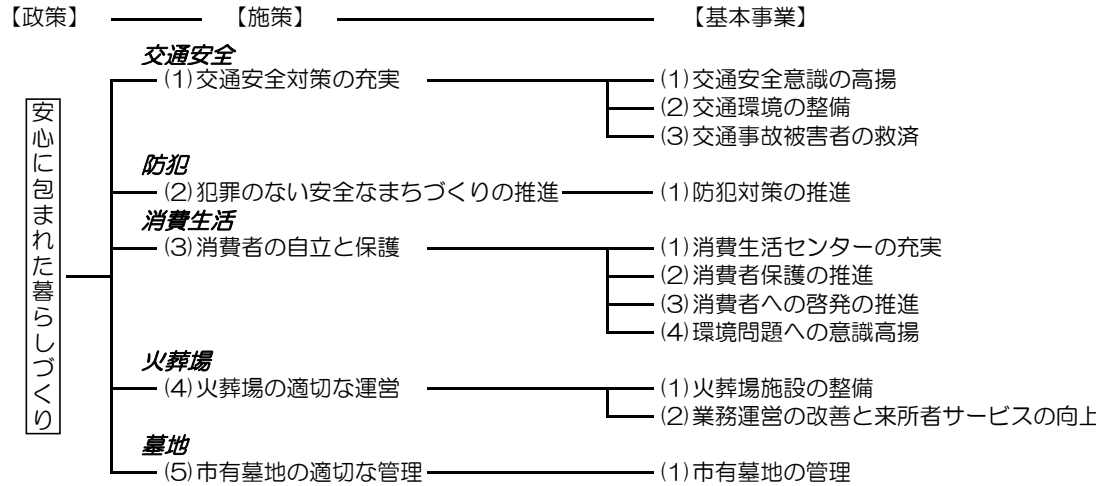 【政策】 【施策】 【基本事業】
安心に包まれた暮らしづくり
交通安全
(1)交通安全対策の充実
(1)交通安全意識の高揚
(2)交通環境の整備
(3)交通事故被害者の救済
防犯
(2)犯罪のない安全なまちづくりの推進
(1)防犯対策の推進
消費生活
(3)消費者の自立と保護
(1)消費生活センターの充実
(2)消費者保護の推進
(3)消費者への啓発の推進
(4)環境問題への意識高揚
火葬場
(4)火葬場の適切な運営
(1)火葬場施設の整備
(2)業務運営の改善と来所者サービスの向上
墓地
(5)市有墓地の適切な管理
(1)市有墓地の管理